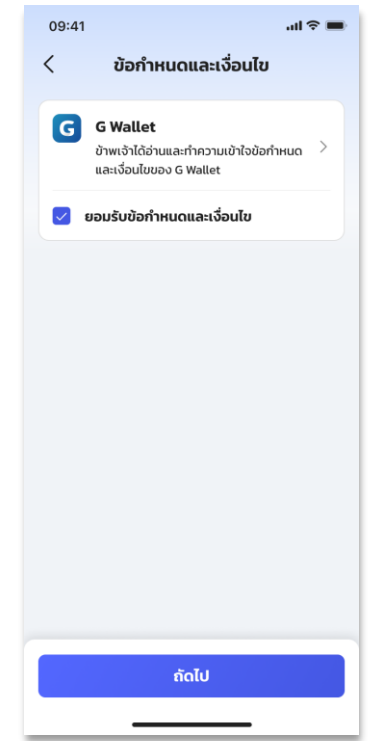 09:41
ข้อกำหนดและเงื่อนไข
G
G Wallet
ข้าพเจ้าได้อ่านและทำความเข้าใจข้อกำหนด
และเงื่อนไขของ G Wallet
ยอมรับข้อกำหนดและเงื่อนไข
ถัดไป